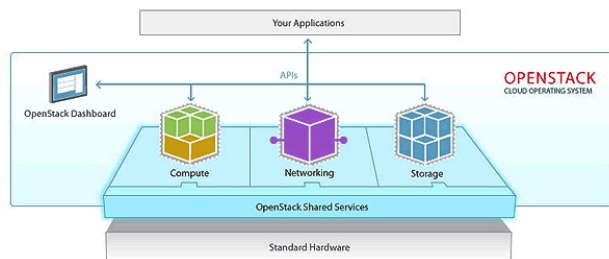 Your Applications
APIs
OPENSTACK
CLOUD OPERATING SYSTEM
OpenStack Dashboard
Compute
Networking
Storage
OpenStack Shared Services
Standard Hardware